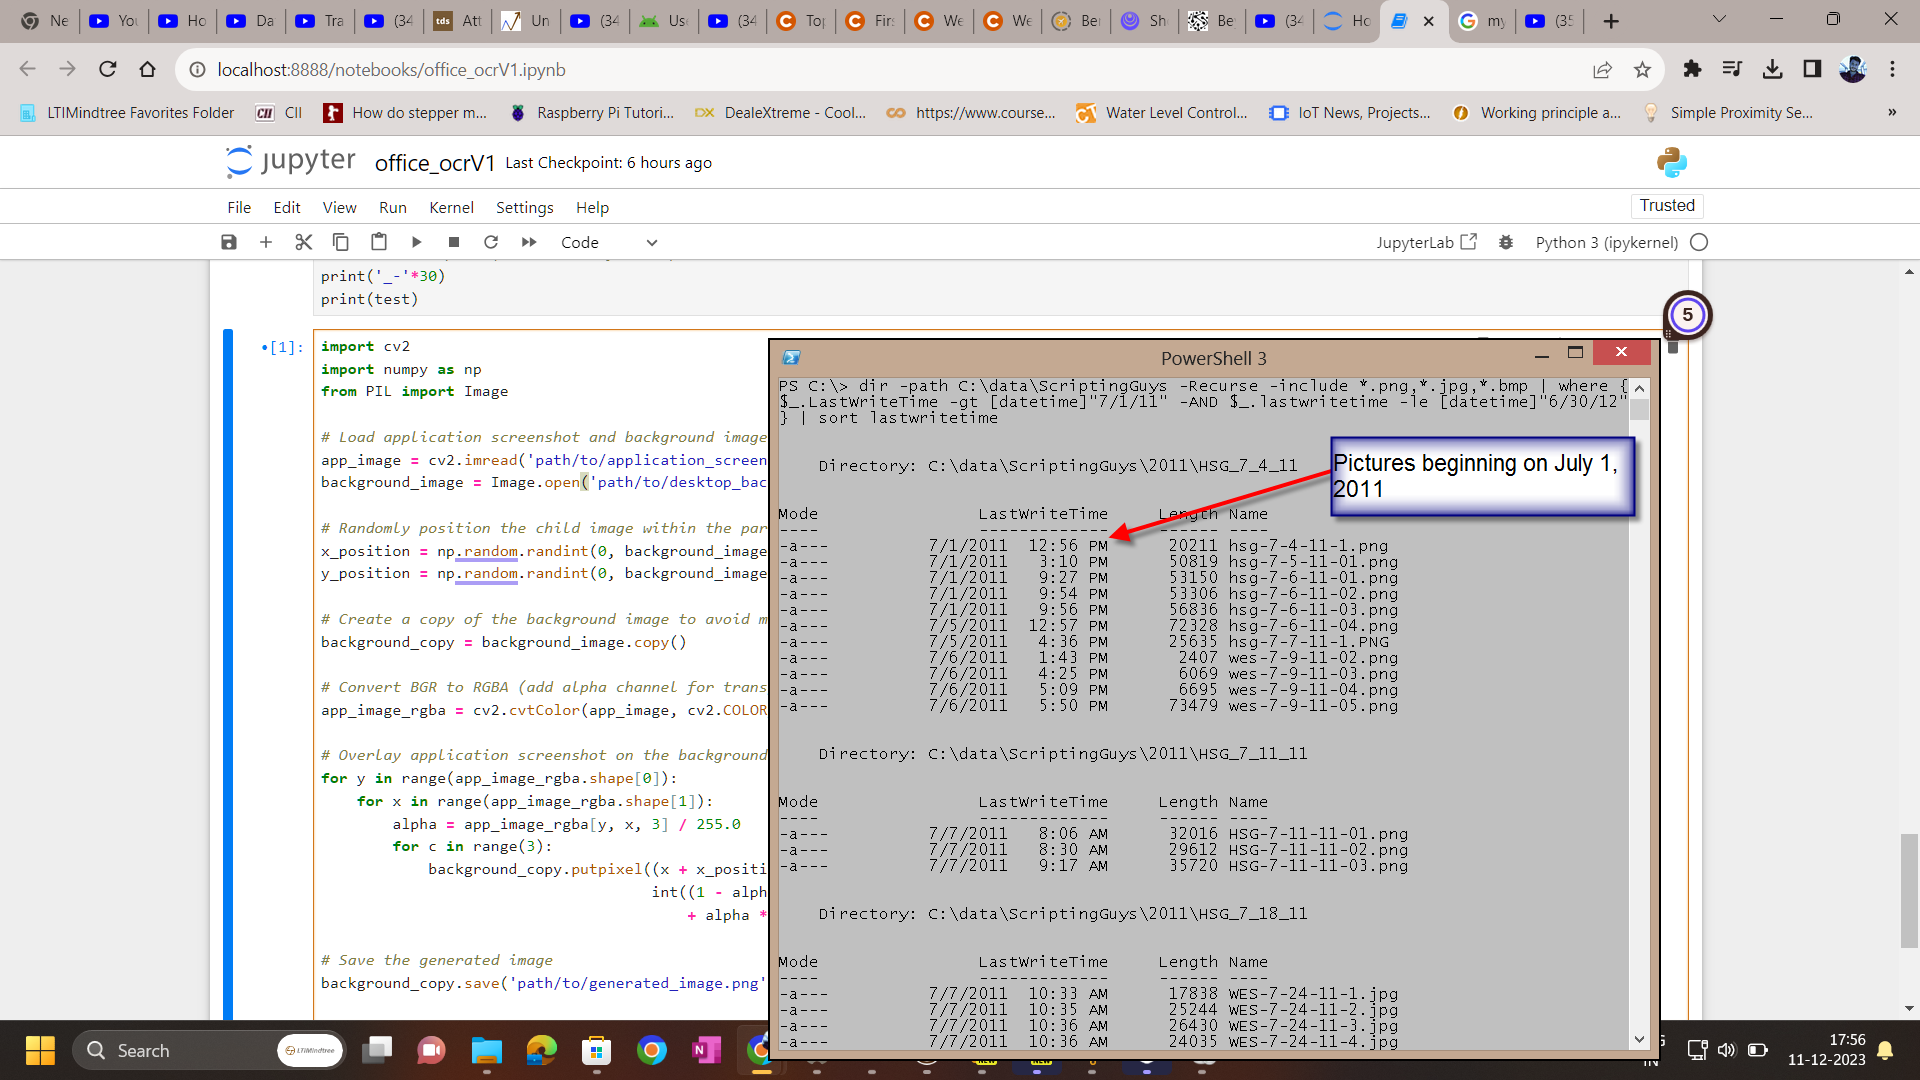 Ne
You
Ho
Da
Tra
(34
Att
Un
(34
Use
(34
Top
Firs
We
We
Ber
Sh
Be
(34
Ho
my
(35
localhost:8888/notebooks/office_ocrV1.ipynb
LTIMindtree Favorites Folder
CII CII
How do stepper m...
Raspberry Pi Tutori...
DX DealeXtreme - Cool...
https://www.course...
Water Level Control...
IoT News, Projects...
Working principle a...
Simple Proximity Se...
»
jupyter office_ocrV1 Last Checkpoint: 6 hours ago
File Edit View Run Kernel Settings Help Trusted
Code JupyterLab Python 3 (ipykernel)
print('_-'*30)
print(test)
5
•[1]:
import cv2
import numpy as np
from PIL import Image
# Load application screenshot and background image
app_image = cv2.imread('path/to/application_screen
background_image = Image.open('path/to/desktop_bac
# Randomly position the child image within the par
x_position = np.random.randint(0, background_image
y_position = np.random.randint(0, background_image
# Create a copy of the background image to avoid m
background_copy = background_image.copy()
# Convert BGR to RGBA (add alpha channel for trans
app_image_rgba = cv2.cvtColor(app_image, cv2.COLOR
# Overlay application screenshot on the background
for y in range(app_image_rgba.shape[0]):
for x in range(app_image_rgba.shape[1]):
alpha = app_image_rgba[y, x, 3] / 255.0
for c in range(3):
background_copy.putpixel((x + x_positi
int((1 - alph
+ alpha *
# Save the generated image
background_copy.save('path/to/generated_image.png'
PowerShell 3
PS C:\> dir -path C:\data\ScriptingGuys -Recurse -include *.png,*.jpg,*.bmp | where {
$_.LastWriteTime -gt [datetime]"7/1/11" -AND $_.lastwritetime -le [datetime]"6/30/12"
} | sort lastwritetime
Directory: C:\data\ScriptingGuys\2011\HSG_7_4_11
Pictures beginning on July 1,
2011
Mode LastWriteTime Length Name
---- ------------- ------ ----
-a--- 7/1/2011 12:56 PM 20211 hsg-7-4-11-1.png
-a--- 7/1/2011 3:10 PM 50819 hsg-7-5-11-01.png
-a--- 7/1/2011 9:27 PM 53150 hsg-7-6-11-01.png
-a--- 7/1/2011 9:54 PM 53306 hsg-7-6-11-02.png
-a--- 7/1/2011 9:56 PM 56836 hsg-7-6-11-03.png
-a--- 7/5/2011 12:57 PM 72328 hsg-7-6-11-04.png
-a--- 7/5/2011 4:36 PM 25635 hsg-7-7-11-1.PNG
-a--- 7/6/2011 1:43 PM 2407 wes-7-9-11-02.png
-a--- 7/6/2011 4:25 PM 6069 wes-7-9-11-03.png
-a--- 7/6/2011 5:09 PM 6695 wes-7-9-11-04.png
-a--- 7/6/2011 5:50 PM 73479 wes-7-9-11-05.png
Directory: C:\data\ScriptingGuys\2011\HSG_7_11_11
Mode LastWriteTime Length Name
---- ------------- ------ ----
-a--- 7/7/2011 8:06 AM 32016 HSG-7-11-11-01.png
-a--- 7/7/2011 8:30 AM 29612 HSG-7-11-11-02.png
-a--- 7/7/2011 9:17 AM 35720 HSG-7-11-11-03.png
Directory: C:\data\ScriptingGuys\2011\HSG_7_18_11
Mode LastWriteTime Length Name
---- ------------- ------ ----
-a--- 7/7/2011 10:33 AM 17838 WES-7-24-11-1.jpg
-a--- 7/7/2011 10:35 AM 25244 WES-7-24-11-2.jpg
-a--- 7/7/2011 10:36 AM 26430 WES-7-24-11-3.jpg
-a--- 7/7/2011 10:36 AM 24035 WES-7-24-11-4.jpg
Search LTIMindtree
IN
17:56
11-12-2023